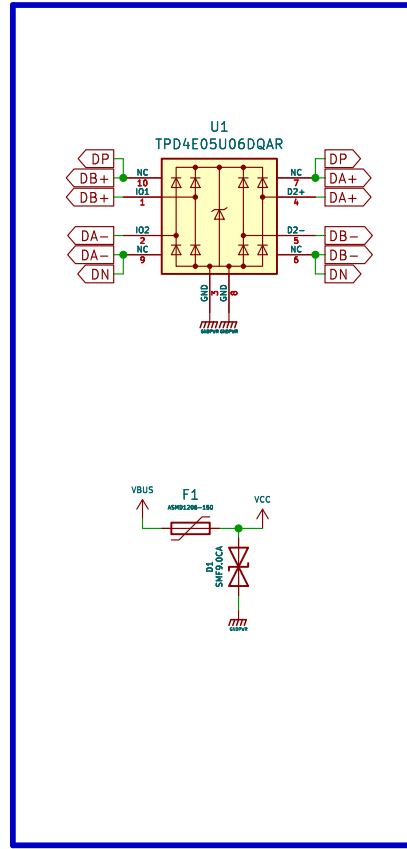 U1
TPD4E05U06DQAR
DP NC NC DP
DB+ 10 7 DA+
DB+ IO1 1 D2+ 4 DA+
DA- IO2 2 D2- 5 DB-
DA- NC 9 NC 6 DB-
DN DN
GND 3 GND 8
GNDPWR GNDPWR
VBUS F1 VCC
ASMD1206-150
D1
SMF9.0CA
GNDPWR